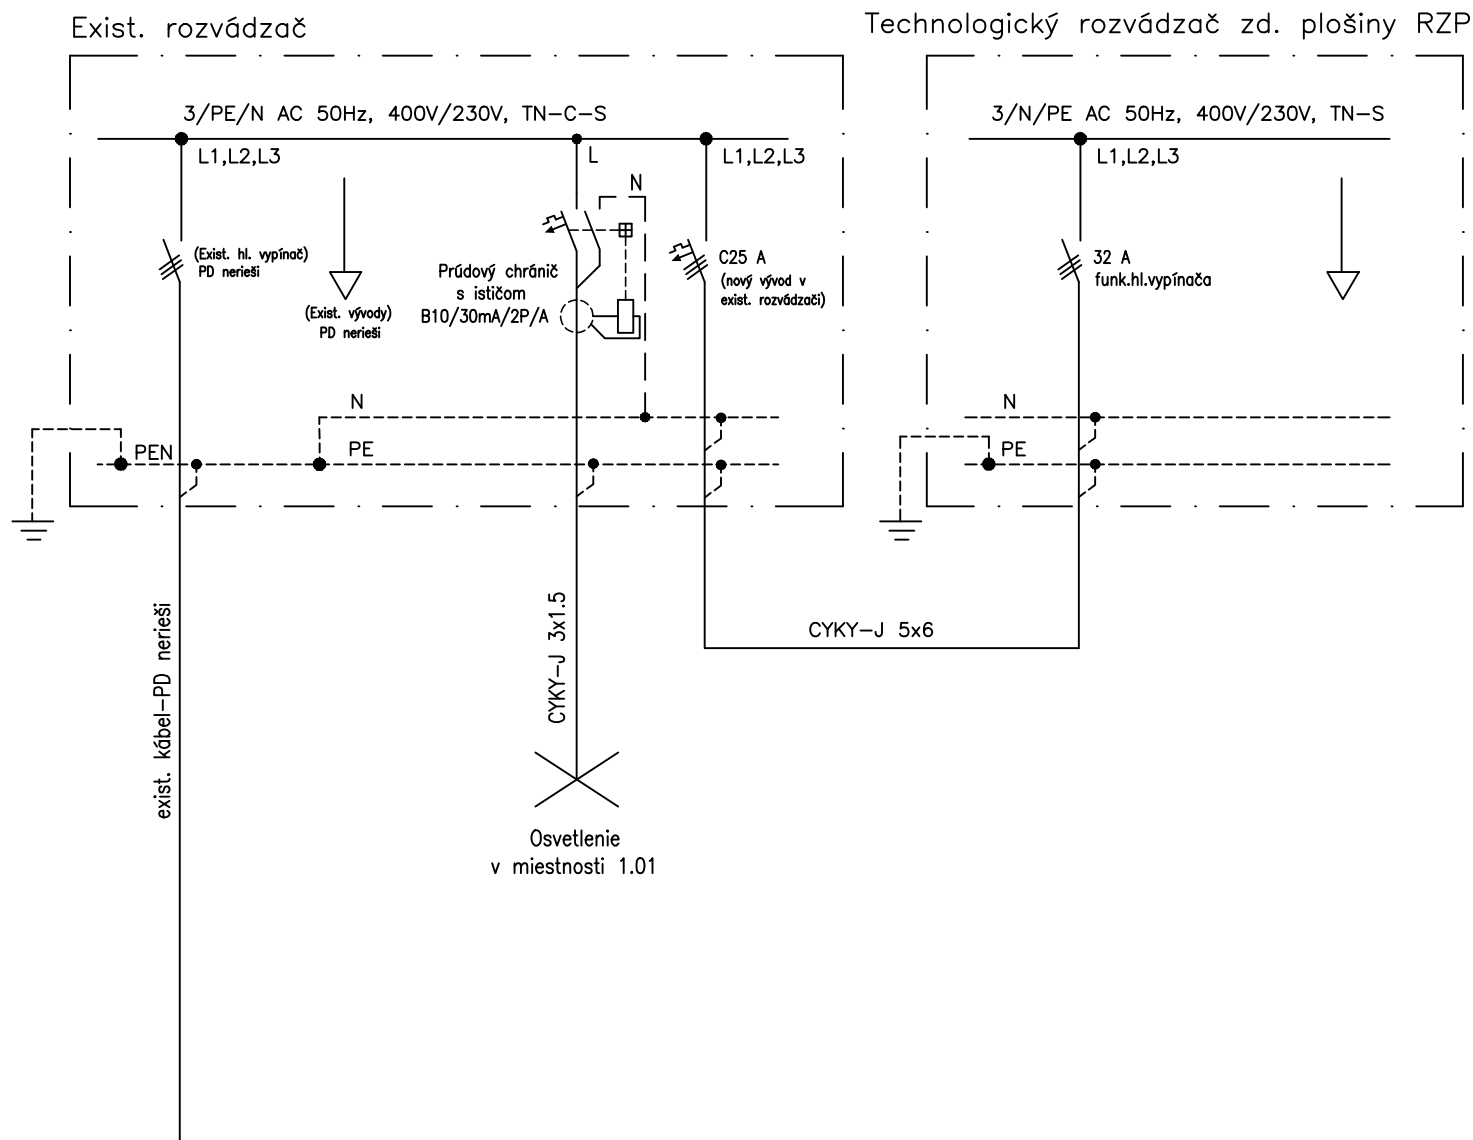 Exist. rozvádzač
Technologický rozvádzač zd. plošiny RZP
3/PE/N AC 50Hz, 400V/230V, TN-C-S
L1,L2,L3
L
L1,L2,L3
N
(Exist. hl. vypínač)
PD nerieši
(Exist. vývody)
PD nerieši
Prúdový chránič
s ističom
B10/30mA/2P/A
C25 A
(nový vývod v
exist. rozvádzači)
N
PEN
PE
3/N/PE AC 50Hz, 400V/230V, TN-S
L1,L2,L3
32 A
funk.hl.vypínača
N
PE
exist. kábel-PD nerieši
CYKY-J 3x1.5
CYKY-J 5x6
Osvetlenie
v miestnosti 1.01